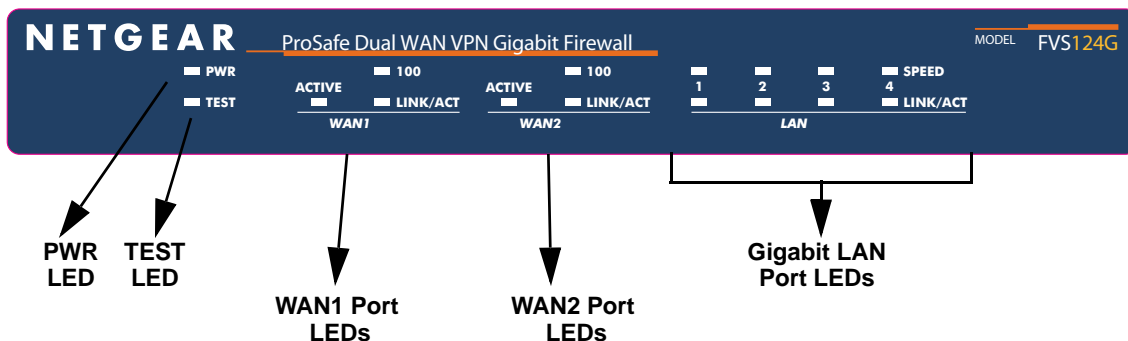 NETGEAR
ProSafe Dual WAN VPN Gigabit Firewall
MODEL FVS124G
PWR
TEST
ACTIVE
100
LINK/ACT
WAN1
ACTIVE
100
LINK/ACT
WAN2
1 2 3 4
SPEED
LINK/ACT
LAN
PWR
LED
TEST
LED
WAN1 Port
LEDs
WAN2 Port
LEDs
Gigabit LAN
Port LEDs